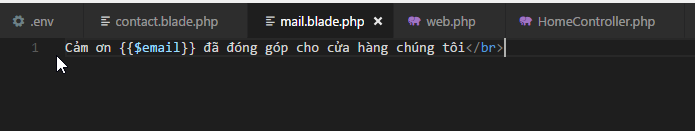 .env contact.blade.php mail.blade.php × web.php HomeController.php
1 Cảm ơn {{$email}} đã đóng góp cho cửa hàng chúng tôi</br>